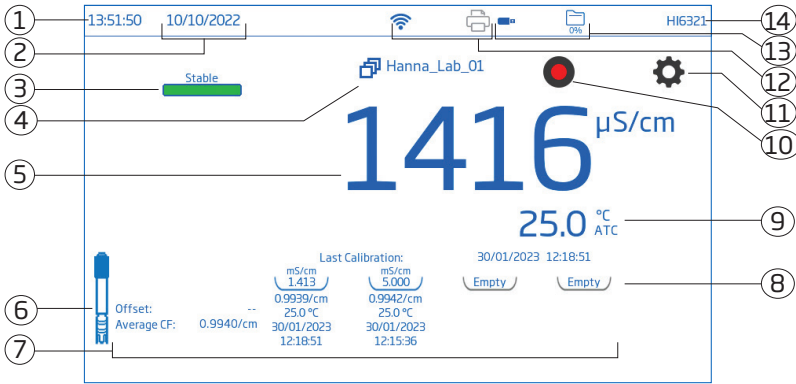 1 13:51:50 10/10/2022 HI6321 14
0%
2 13
Stable Hanna_Lab_01 12
3 11
4 10
1416 µS/cm
5
25.0 °C ATC 9
Last Calibration: 30/01/2023 12:18:51
mS/cm mS/cm
1.413 5.000 Empty Empty 8
0.9939/cm 0.9942/cm
6 Offset: -- 25.0 °C 25.0 °C
Average CF: 0.9940/cm 30/01/2023 30/01/2023
7 12:18:51 12:15:36